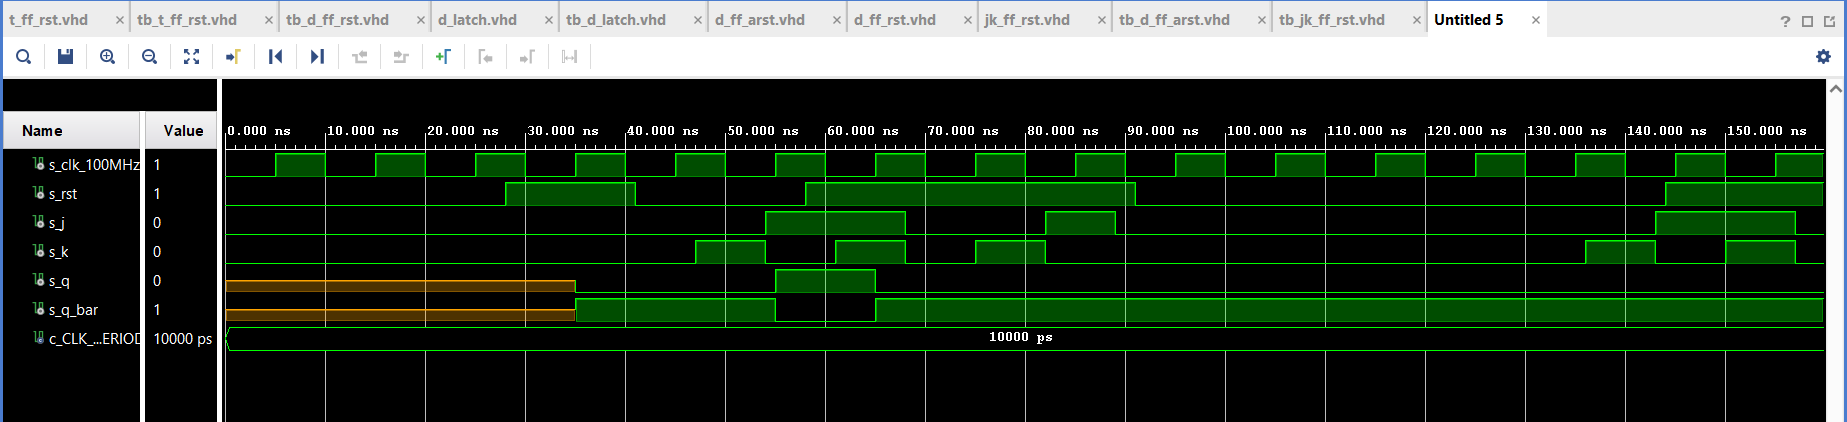 t_ff_rst.vhd × tb_t_ff_rst.vhd × tb_d_ff_rst.vhd × d_latch.vhd × tb_d_latch.vhd × d_ff_arst.vhd × d_ff_rst.vhd × jk_ff_rst.vhd × tb_d_ff_arst.vhd × tb_jk_ff_rst.vhd × Untitled 5 × ?
Name Value 0.000 ns 10.000 ns 20.000 ns 30.000 ns 40.000 ns 50.000 ns 60.000 ns 70.000 ns 80.000 ns 90.000 ns 100.000 ns 110.000 ns 120.000 ns 130.000 ns 140.000 ns 150.000 ns
s_clk_100MHz 1
s_rst 1
s_j 0
s_k 0
s_q 0
s_q_bar 1
c_CLK_...ERIOD 10000 ps 10000 ps